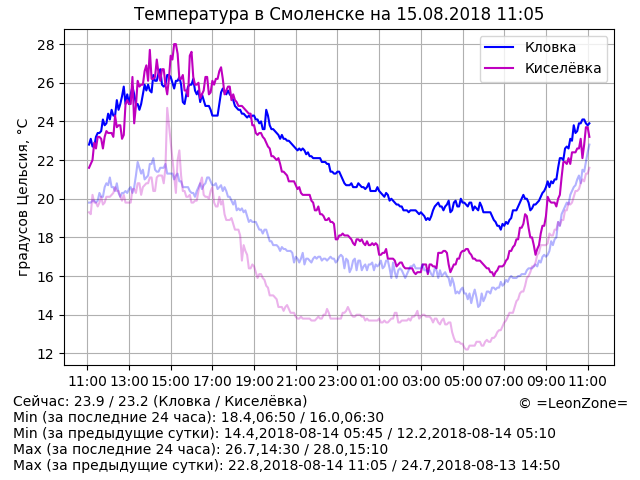 Температура в Смоленске на 15.08.2018 11:05
Кловка
Киселёвка
градусов Цельсия, °C
28
26
24
22
20
18
16
14
12
11:00 13:00 15:00 17:00 19:00 21:00 23:00 01:00 03:00 05:00 07:00 09:00 11:00
Сейчас: 23.9 / 23.2 (Кловка / Киселёвка)
© =LeonZone=
Min (за последние 24 часа): 18.4,06:50 / 16.0,06:30
Min (за предыдущие сутки): 14.4,2018-08-14 05:45 / 12.2,2018-08-14 05:10
Max (за последние 24 часа): 26.7,14:30 / 28.0,15:10
Max (за предыдущие сутки): 22.8,2018-08-14 11:05 / 24.7,2018-08-13 14:50